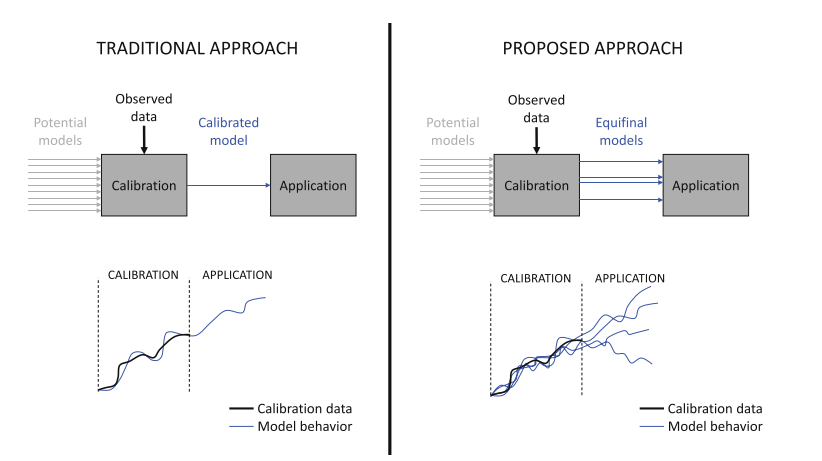 TRADITIONAL APPROACH
Observed
data
Potential
models
Calibrated
model
Calibration
Application
CALIBRATION
APPLICATION
Calibration data
Model behavior
PROPOSED APPROACH
Observed
data
Potential
models
Equifinal
models
Calibration
Application
CALIBRATION
APPLICATION
Calibration data
Model behavior